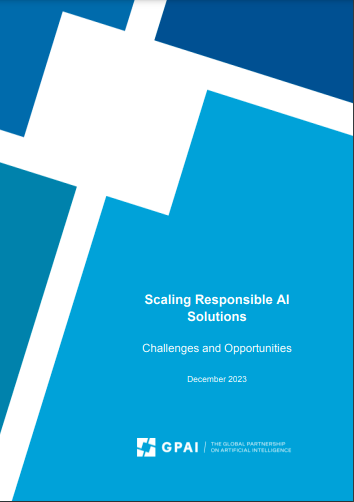 Scaling Responsible AI
Solutions
Challenges and Opportunities
December 2023
GPAI
THE GLOBAL PARTNERSHIP
ON ARTIFICIAL INTELLIGENCE